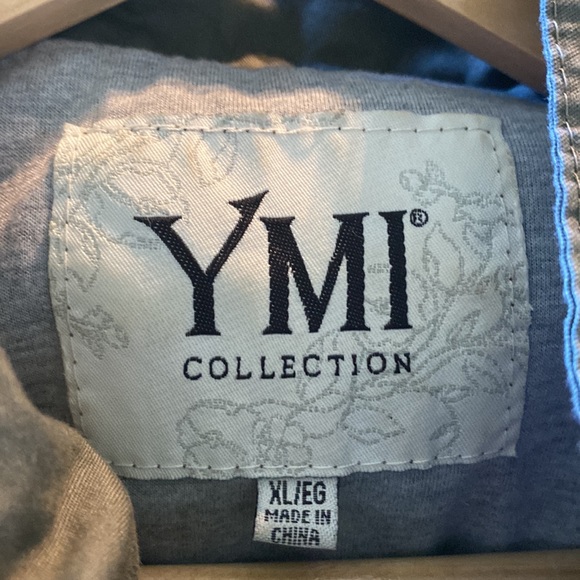 YMI®
COLLECTION
XL/EG
MADE IN
CHINA